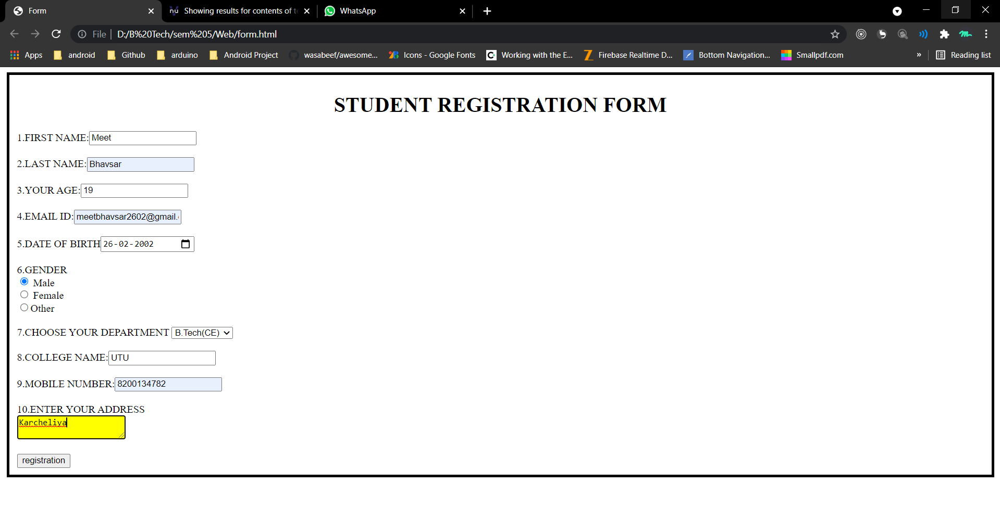 Form
Showing results for contents of te
WhatsApp
File
D:/B%20Tech/sem%205/Web/form.html
Apps
android
Github
arduino
Android Project
wasabeef/awesome...
Icons - Google Fonts
Working with the E...
Firebase Realtime D...
Bottom Navigation...
Smallpdf.com
»
Reading list
STUDENT REGISTRATION FORM
1.FIRST NAME: Meet
2.LAST NAME: Bhavsar
3.YOUR AGE: 19
4.EMAIL ID: meetbhavsar2602@gmail.
5.DATE OF BIRTH 26-02-2002
6.GENDER
Male
Female
Other
7.CHOOSE YOUR DEPARTMENT B.Tech(CE)
8.COLLEGE NAME: UTU
9.MOBILE NUMBER: 8200134782
10.ENTER YOUR ADDRESS
Karcheliya
registration